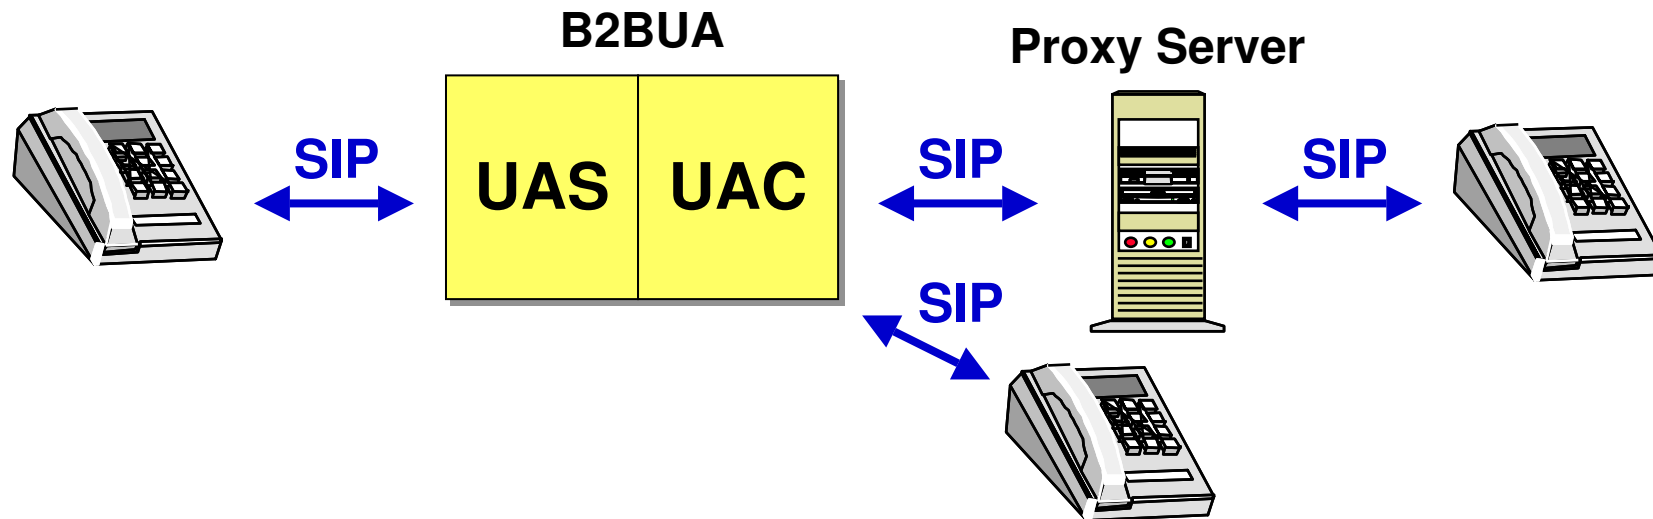 B2BUA
Proxy Server
SIP
UAS
UAC
SIP
SIP
SIP